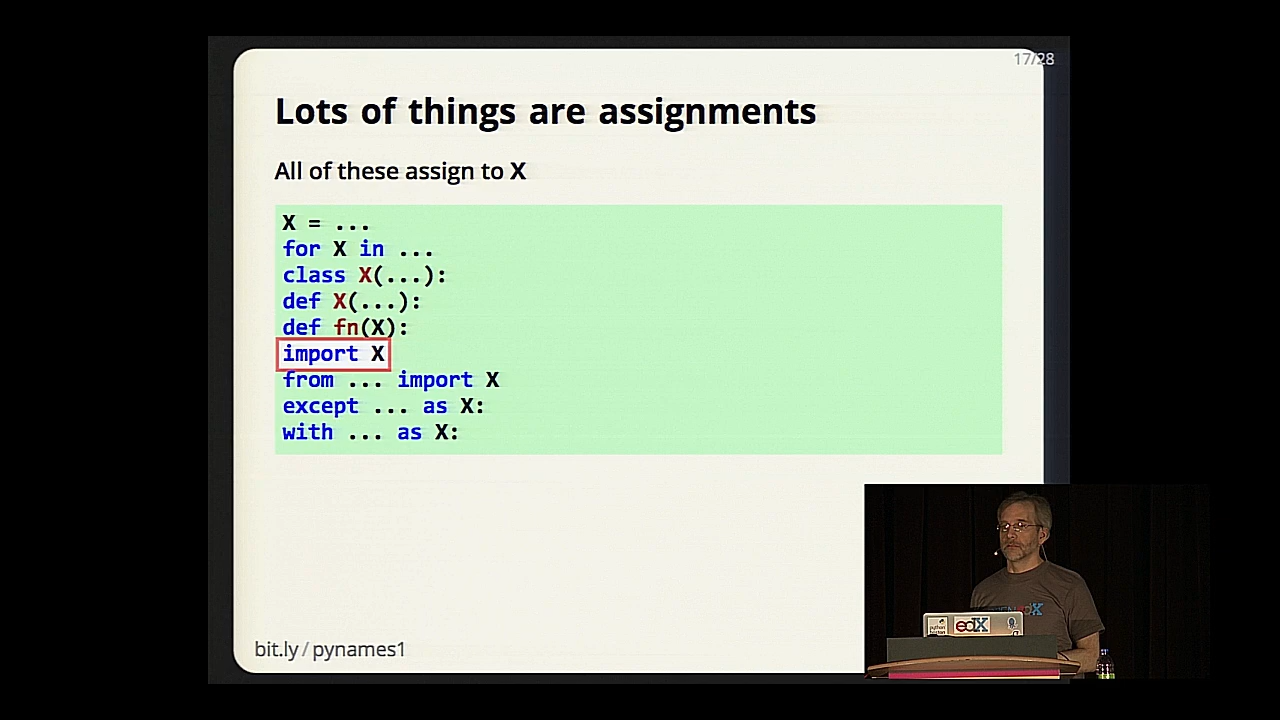 17/28
Lots of things are assignments
All of these assign to X
X = ...
for X in ...
class X(...):
def X(...):
def fn(X):
import X
from ... import X
except ... as X:
with ... as X:
bit.ly/pynames1
edX